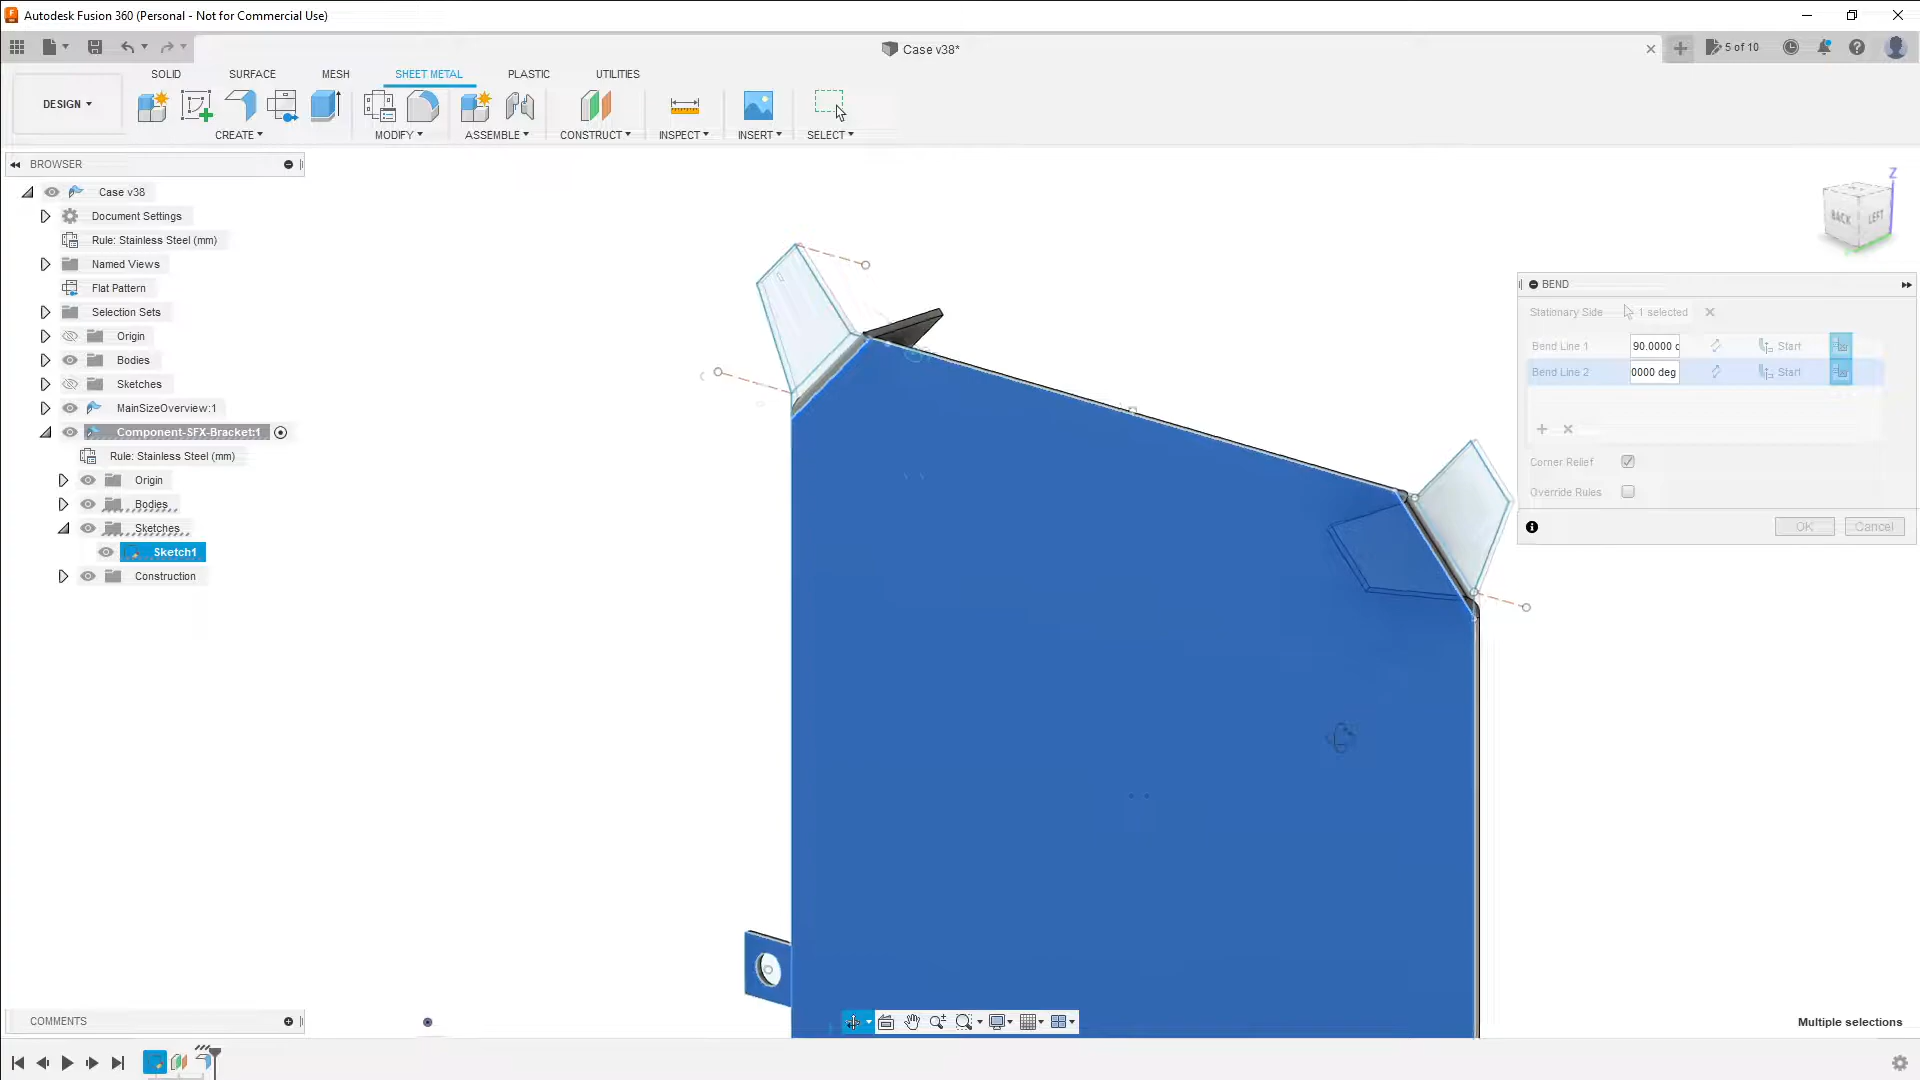 Autodesk Fusion 360 (Personal - Not for Commercial Use)
Case v38*
5 of 10
SOLID SURFACE MESH SHEET METAL PLASTIC UTILITIES
DESIGN
CREATE MODIFY ASSEMBLE CONSTRUCT INSPECT INSERT SELECT
BROWSER
Case v38
Document Settings
Rule: Stainless Steel (mm)
Named Views
Flat Pattern
Selection Sets
Origin
Bodies
Sketches
MainSizeOverview:1
Component-SFX-Bracket:1
Rule: Stainless Steel (mm)
Origin
Bodies
Sketches
Sketch1
Construction
Z
BACK LEFT
BEND
Stationary Side 1 selected
Bend Line 1 90.0000 Start
Bend Line 2 0000 deg Start
Corner Relief
Override Rules
OK Cancel
COMMENTS
Multiple selections